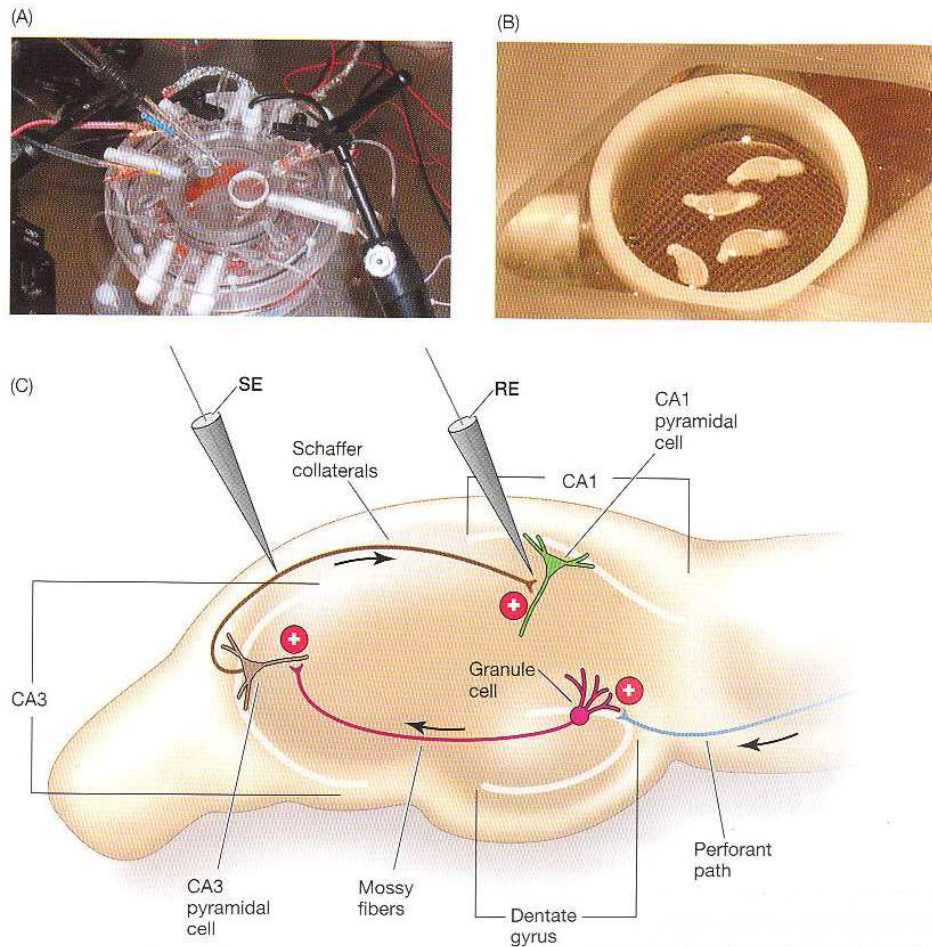 (A)
(B)
(C)
SE
RE
Schaffer
collaterals
CA1
pyramidal
cell
CA1
CA3
Granule
cell
CA3
pyramidal
cell
Mossy
fibers
Dentate
gyrus
Perforant
path